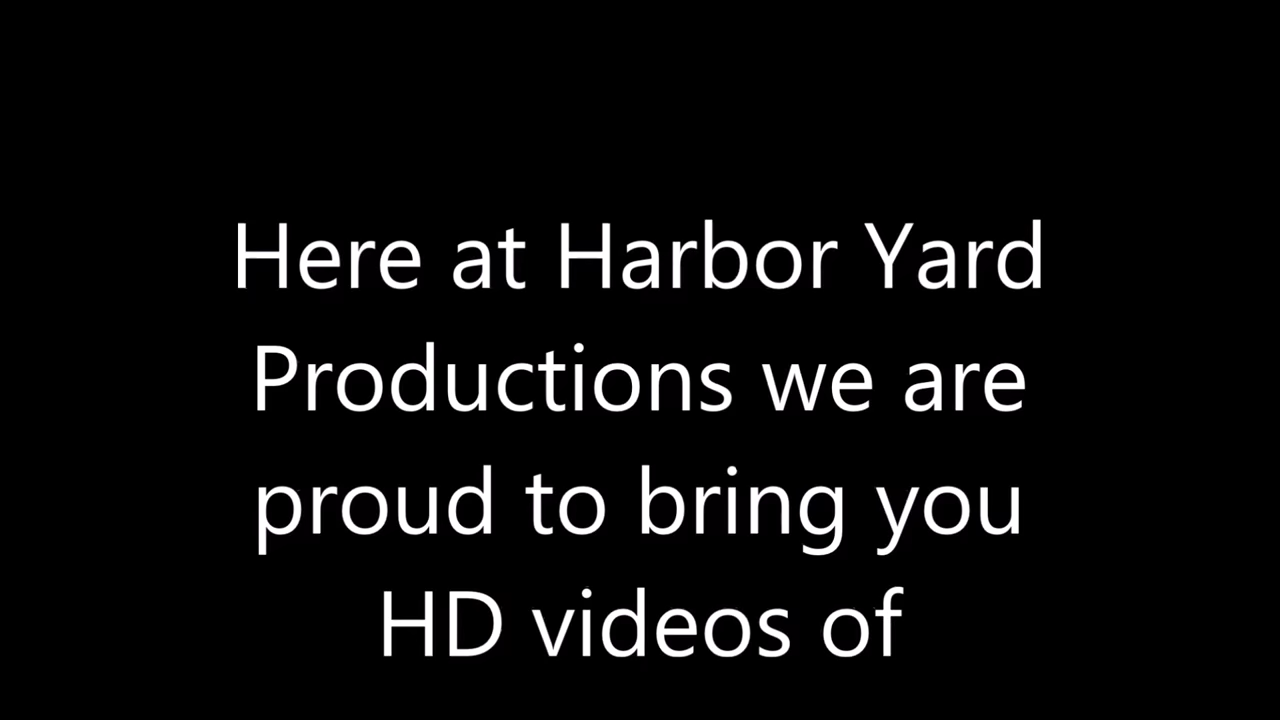 Here at Harbor Yard
Productions we are
proud to bring you
HD videos of